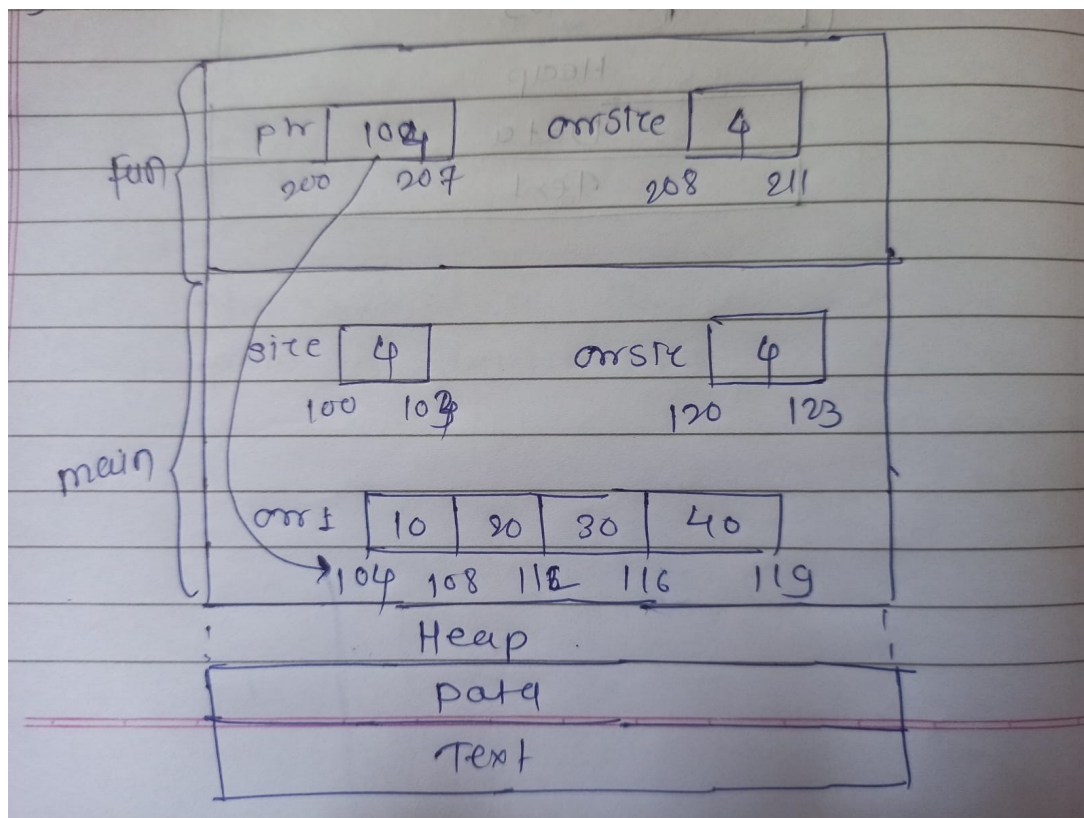 fun
ptr 104 arrsize 4
200 207 208 211
size 4 arrsize 4
100 103 120 123
main
arr1 10 20 30 40
104 108 112 116 119
Heap
Data
Text